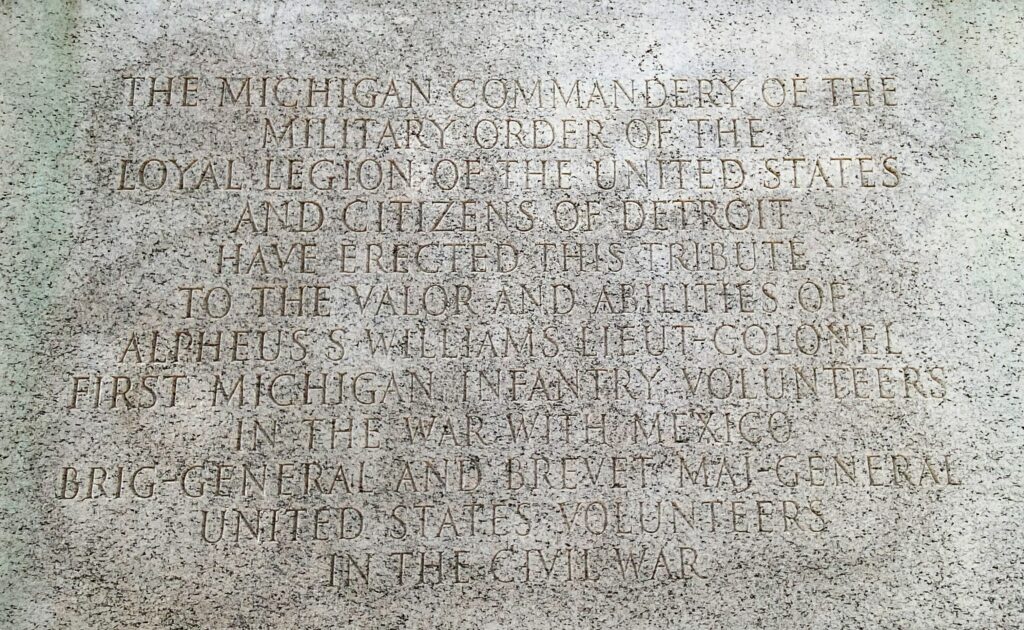 THE MICHIGAN COMMANDERY OF THE
MILITARY ORDER OF THE
LOYAL LEGION OF THE UNITED STATES
AND CITIZENS OF DETROIT
HAVE ERECTED THIS TRIBUTE
TO THE VALOR AND ABILITIES OF
ALPHEUS S WILLIAMS LIEUT-COLONEL
FIRST MICHIGAN INFANTRY VOLUNTEERS
IN THE WAR WITH MEXICO
BRIG-GENERAL AND BREVET MAJ-GENERAL
UNITED STATES VOLUNTEERS
IN THE CIVIL WAR